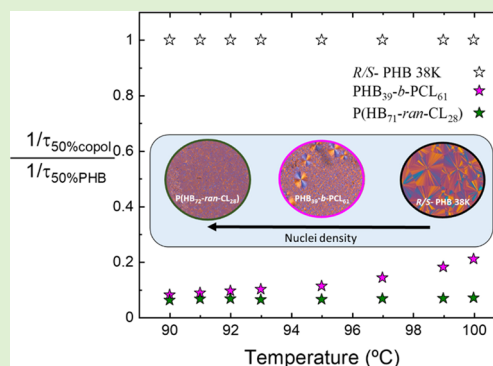 1/τ50%copol
1/τ50%PHB
1
0.8
0.6
0.4
0.2
0
R/S- PHB 38K
PHB39-b-PCL61
P(HB71-ran-CL28)
P(HB72-ran-CL28)
PHB39-b-PCL61
R/S- PHB 38K
Nuclei density
90 92 94 96 98 100
Temperature (ºC)